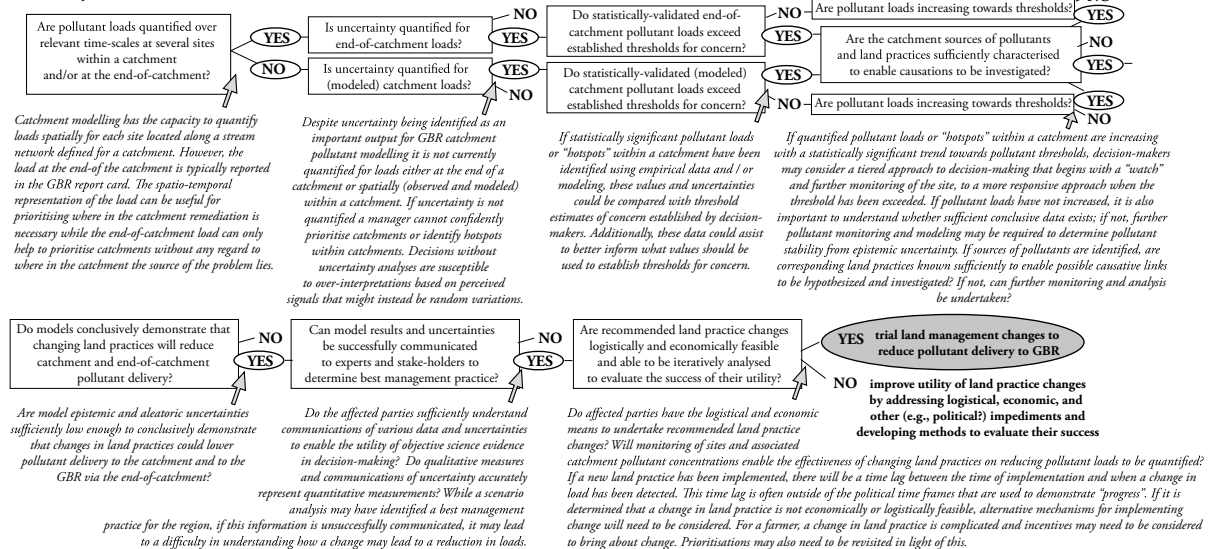 Are pollutant loads quantified over
relevant time-scales at several sites
within a catchment
and/or at the end-of-catchment?
YES
NO
Is uncertainty quantified for
end-of-catchment loads?
NO
YES
Is uncertainty quantified for
(modeled) catchment loads?
YES
NO
Do statistically-validated end-of-
catchment pollutant loads exceed
established thresholds for concern?
NO
YES
Do statistically-validated (modeled)
catchment pollutant loads exceed
established thresholds for concern?
YES
NO
Are pollutant loads increasing towards thresholds?
YES
Are the catchment sources of pollutants
and land practices sufficiently characterised
to enable causations to be investigated?
NO
YES
Are pollutant loads increasing towards thresholds?
YES
NO
Catchment modelling has the capacity to quantify
loads spatially for each site located along a stream
network defined for a catchment. However, the
load at the end-of the catchment is typically reported
in the GBR report card. The spatio-temporal
representation of the load can be useful for
prioritising where in the catchment remediation is
necessary while the end-of-catchment load can only
help to prioritise catchments without any regard to
where in the catchment the source of the problem lies.
Despite uncertainty being identified as an
important output for GBR catchment
pollutant modelling it is not currently
quantified for loads either at the end of a
catchment or spatially (observed and modeled)
within a catchment. If uncertainty is not
quantified a manager cannot confidently
prioritise catchments or identify hotspots
within catchments. Decisions without
uncertainty analyses are susceptible
to over-interpretations based on perceived
signals that might instead be random variations.
If statistically significant pollutant loads
or “hotspots” within a catchment have been
identified using empirical data and / or
modeling, these values and uncertainties
could be compared with threshold
estimates of concern established by decision-
makers. Additionally, these data could assist
to better inform what values should be
used to establish thresholds for concern.
If quantified pollutant loads or “hotspots” within a catchment are increasing
with a statistically significant trend towards pollutant thresholds, decision-makers
may consider a tiered approach to decision-making that begins with a “watch”
and further monitoring of the site, to a more responsive approach when the
threshold has been exceeded. If pollutant loads have not increased, it is also
important to understand whether sufficient conclusive data exists; if not, further
pollutant monitoring and modeling may be required to determine pollutant
stability from epistemic uncertainty. If sources of pollutants are identified, are
corresponding land practices known sufficiently to enable possible causative links
to be hypothesized and investigated? If not, can further monitoring and analysis
be undertaken?
Do models conclusively demonstrate that
changing land practices will reduce
catchment and end-of-catchment
pollutant delivery?
NO
YES
Can model results and uncertainties
be successfully communicated
to experts and stake-holders to
determine best management practice?
NO
YES
Are recommended land practice changes
logistically and economically feasible
and able to be iteratively analysed
to evaluate the success of their utility?
YES trial land management changes to
reduce pollutant delivery to GBR
NO improve utility of land practice changes
by addressing logistical, economic, and
other (e.g., political?) impediments and
developing methods to evaluate their success
Are model epistemic and aleatoric uncertainties
sufficiently low enough to conclusively demonstrate
that changes in land practices could lower
pollutant delivery to the catchment and to the
GBR via the end-of-catchment?
Do the affected parties sufficiently understand
communications of various data and uncertainties
to enable the utility of objective science evidence
in decision-making? Do qualitative measures
and communications of uncertainty accurately
represent quantitative measurements? While a scenario
analysis may have identified a best management
practice for the region, if this information is unsuccessfully communicated, it may lead
to a difficulty in understanding how a change may lead to a reduction in loads.
Do affected parties have the logistical and economic
means to undertake recommended land practice
changes? Will monitoring of sites and associated
catchment pollutant concentrations enable the effectiveness of changing land practices on reducing pollutant loads to be quantified?
If a new land practice has been implemented, there will be a time lag between the time of implementation and when a change in
load has been detected. This time lag is often outside of the political time frames that are used to demonstrate “progress”. If it is
determined that a change in land practice is not economically or logistically feasible, alternative mechanisms for implementing
change will need to be considered. For a farmer, a change in land practice is complicated and incentives may need to be considered
to bring about change. Prioritisations may also need to be revisited in light of this.